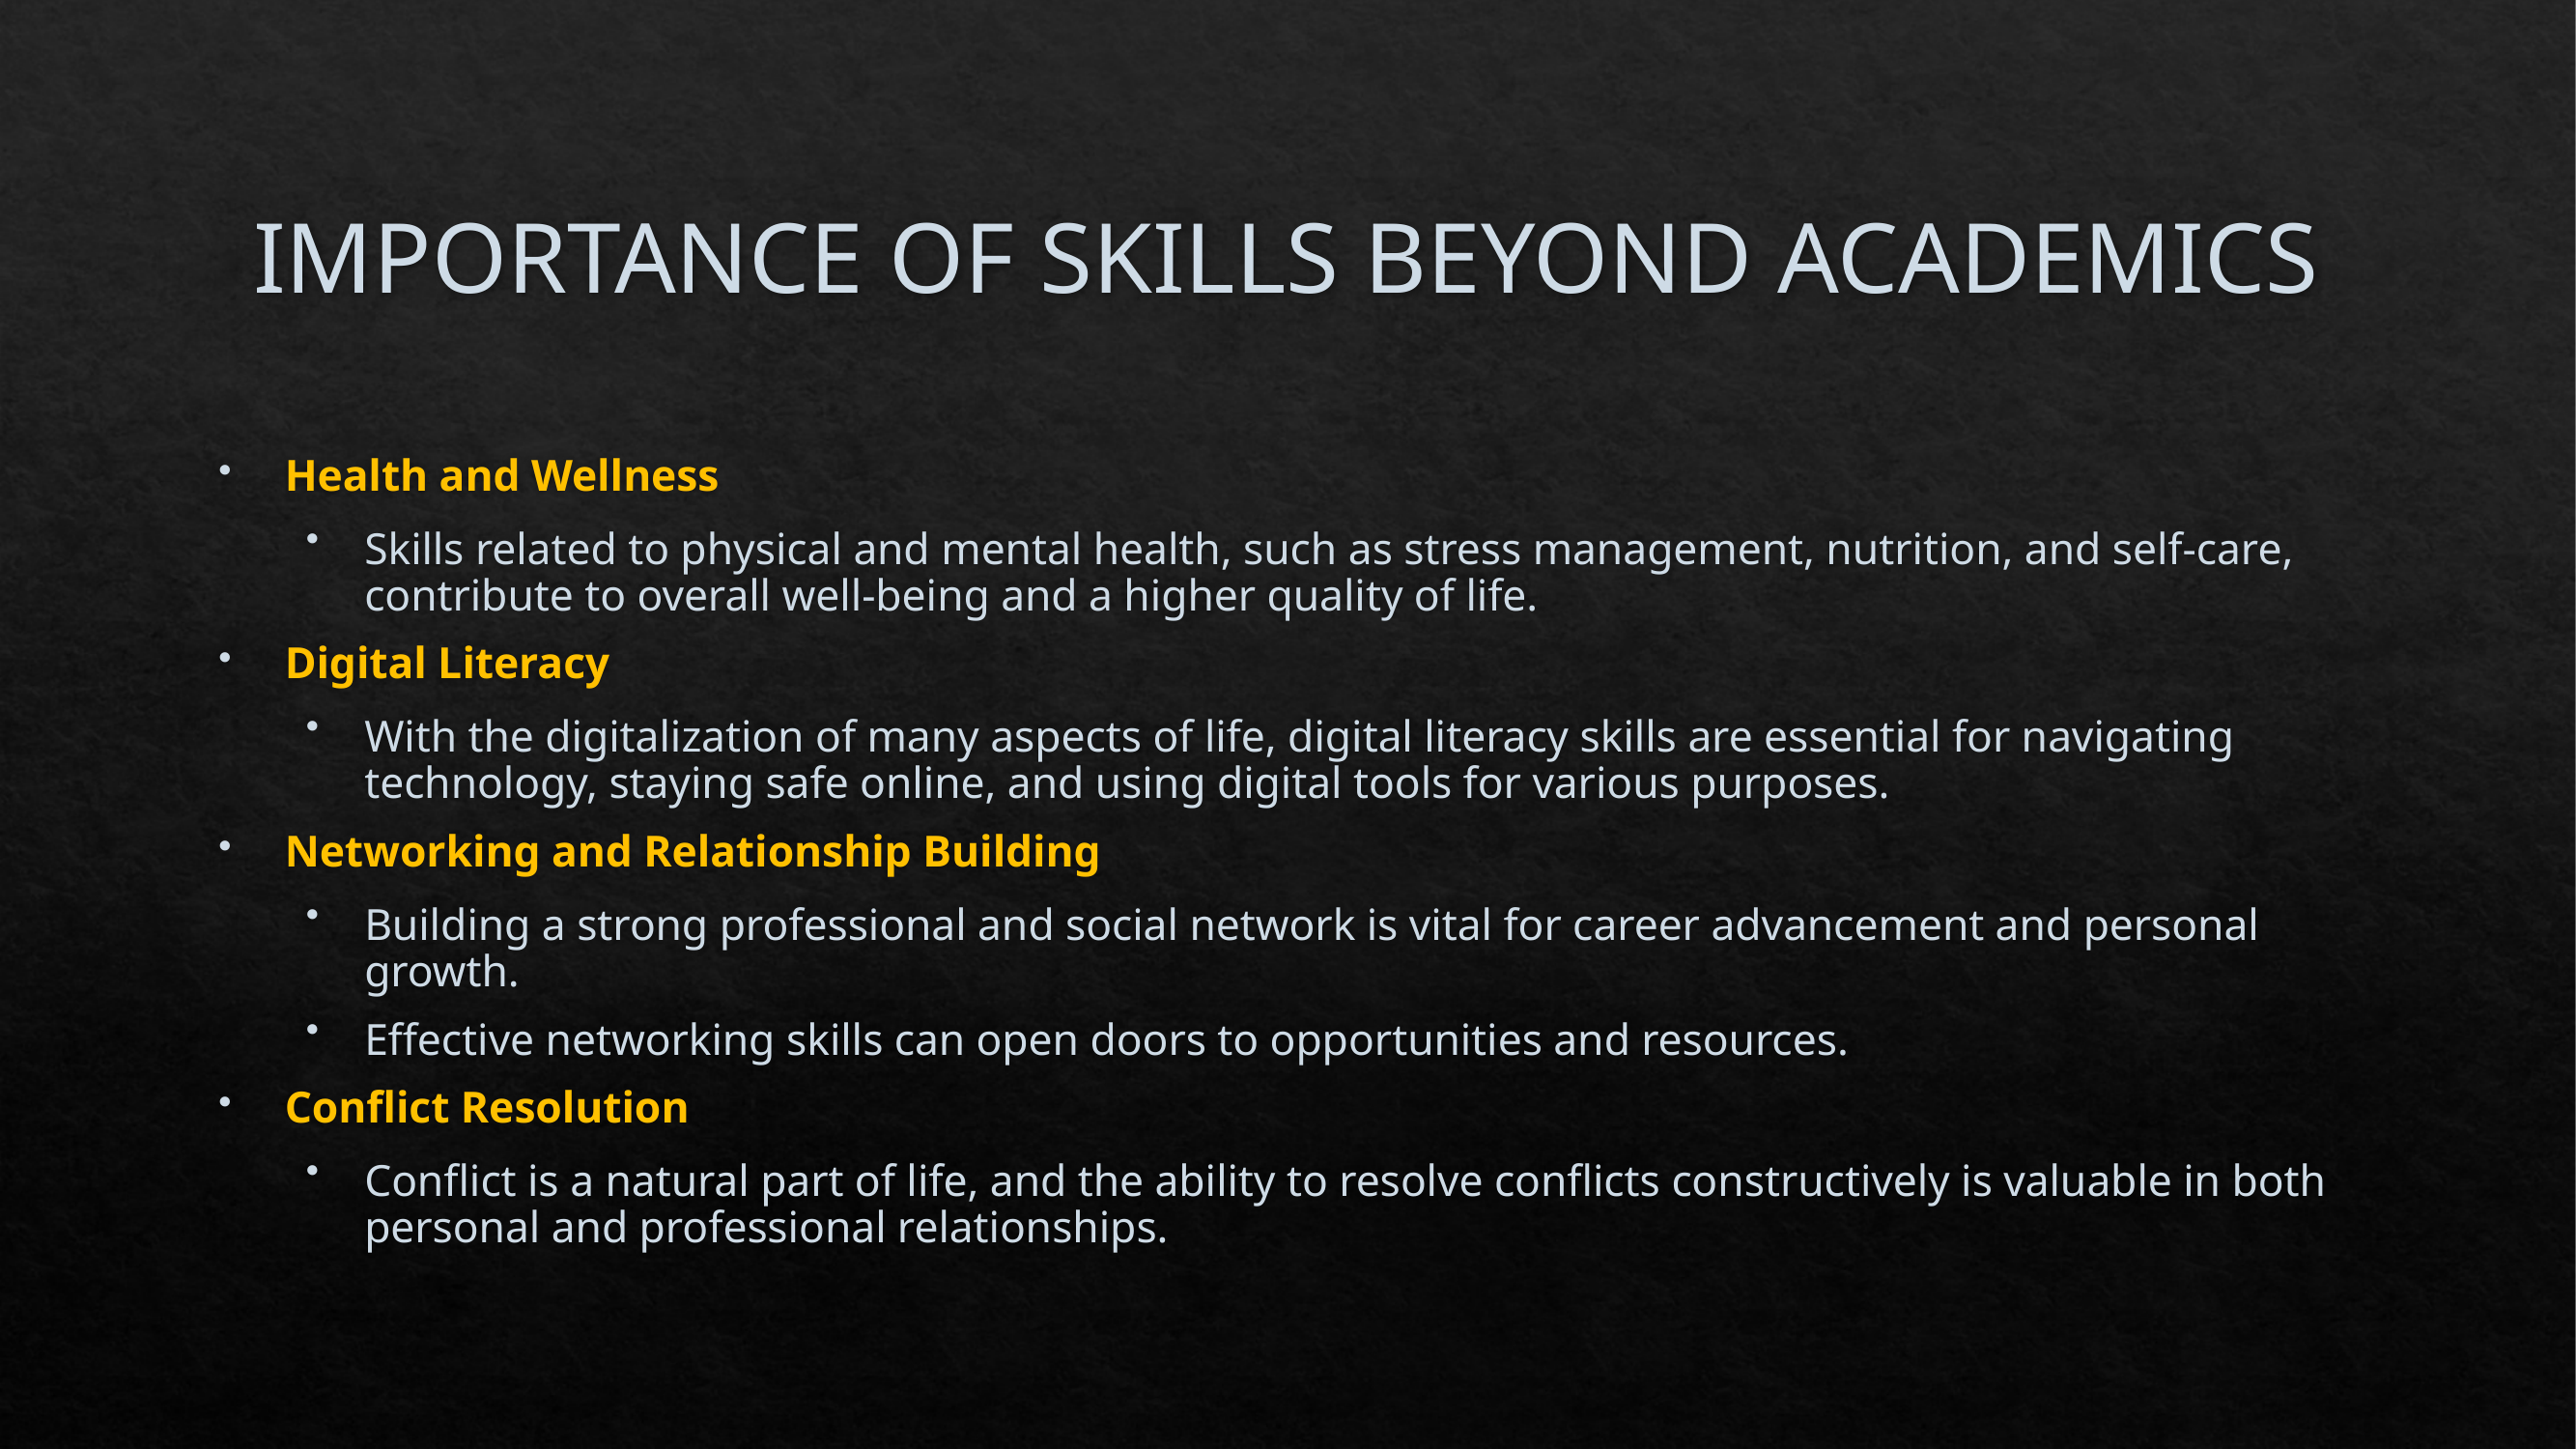 IMPORTANCE OF SKILLS BEYOND ACADEMICS
• Health and Wellness
• Skills related to physical and mental health, such as stress management, nutrition, and self-care,
contribute to overall well-being and a higher quality of life.
• Digital Literacy
• With the digitalization of many aspects of life, digital literacy skills are essential for navigating
technology, staying safe online, and using digital tools for various purposes.
• Networking and Relationship Building
• Building a strong professional and social network is vital for career advancement and personal
growth.
• Effective networking skills can open doors to opportunities and resources.
• Conflict Resolution
• Conflict is a natural part of life, and the ability to resolve conflicts constructively is valuable in both
personal and professional relationships.